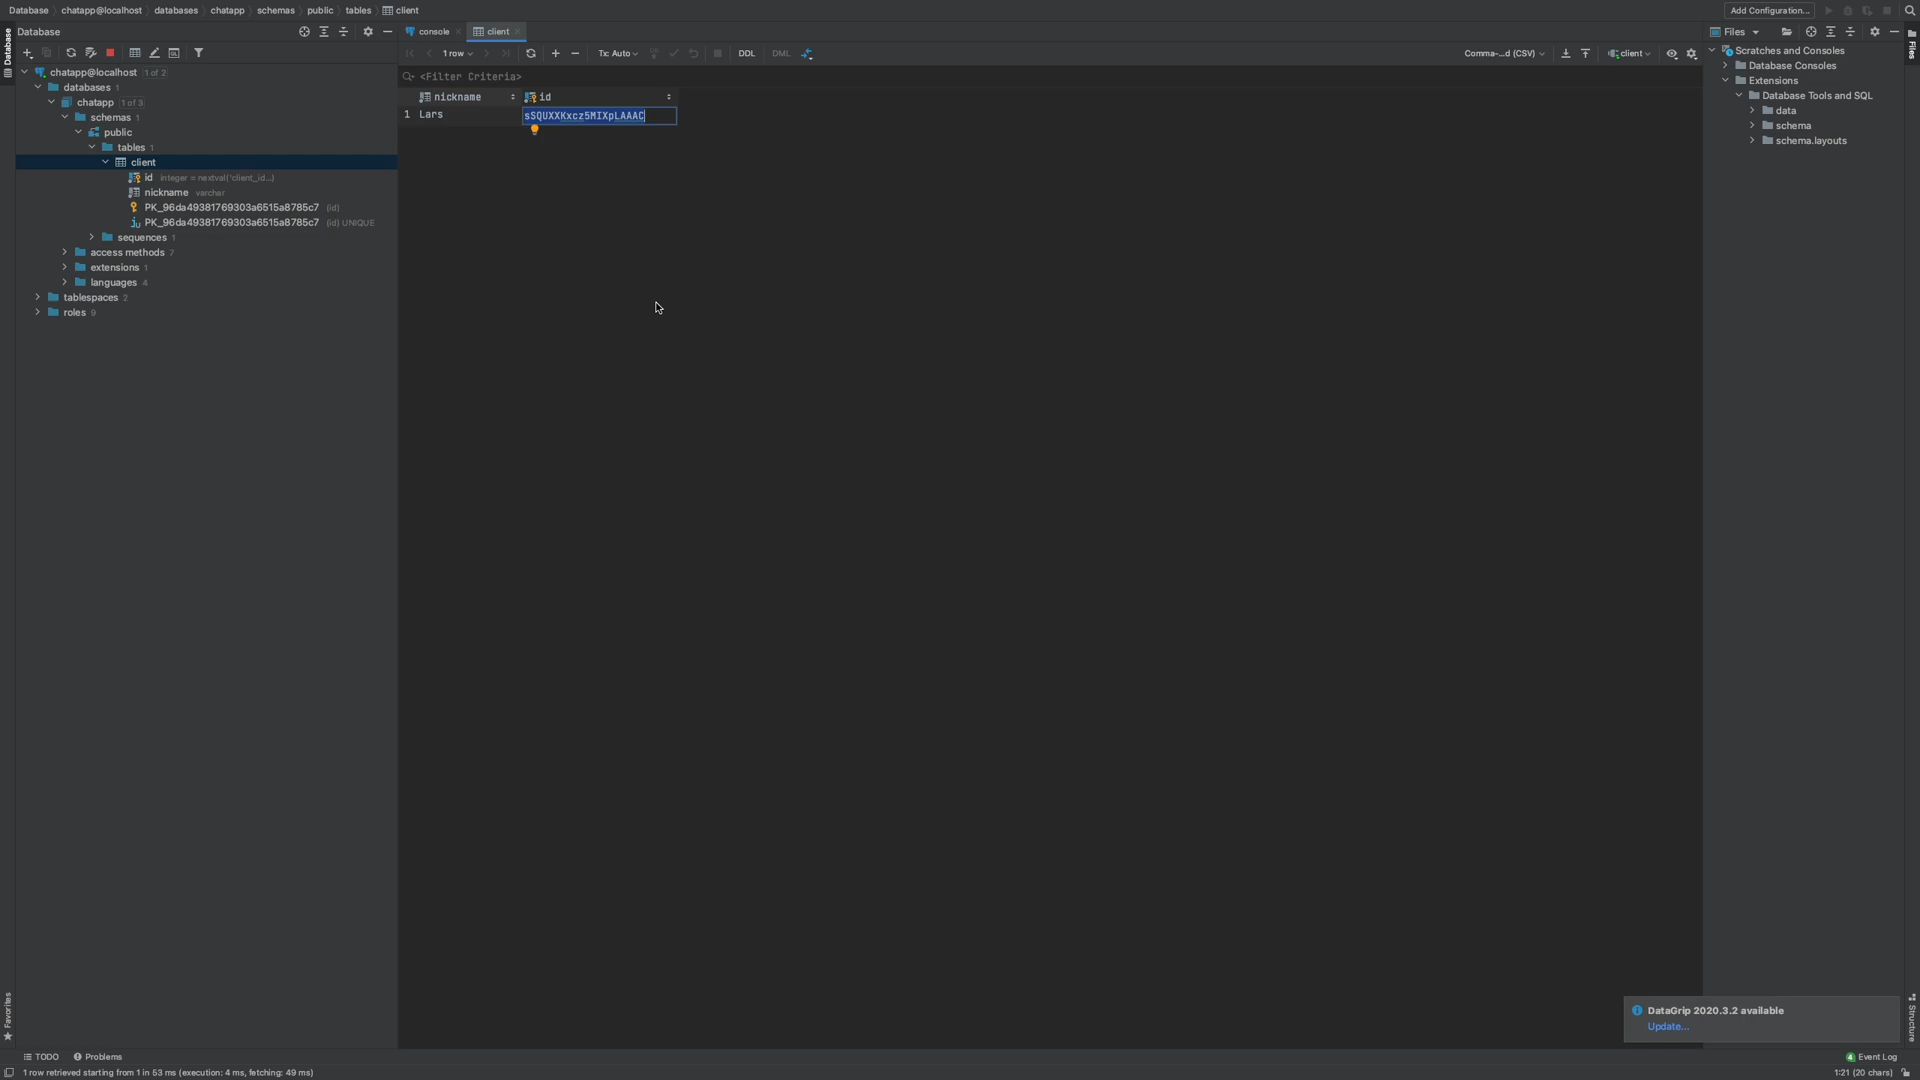 Database chatapp@localhost databases chatapp schemas public tables client
Add Configuration...
Database
Database
console
client
Files
Files
1 row
Tx: Auto
DDL
DML
Comma-...d (CSV)
client
<Filter Criteria>
nickname
id
1 Lars
sSQUXXKxcz5MIXpLAAAC
chatapp@localhost 1 of 2
databases 1
chatapp 1 of 3
schemas 1
public
tables 1
client
id integer = nextval('client_id...)
nickname varchar
PK_96da49381769303a6515a8785c7 (id)
PK_96da49381769303a6515a8785c7 (id) UNIQUE
sequences 1
access methods 7
extensions 1
languages 4
tablespaces 2
roles 9
Scratches and Consoles
Database Consoles
Extensions
Database Tools and SQL
data
schema
schema.layouts
Favorites
Structure
DataGrip 2020.3.2 available
Update...
TODO
Problems
4 Event Log
1 row retrieved starting from 1 in 53 ms (execution: 4 ms, fetching: 49 ms)
1:21 (20 chars)